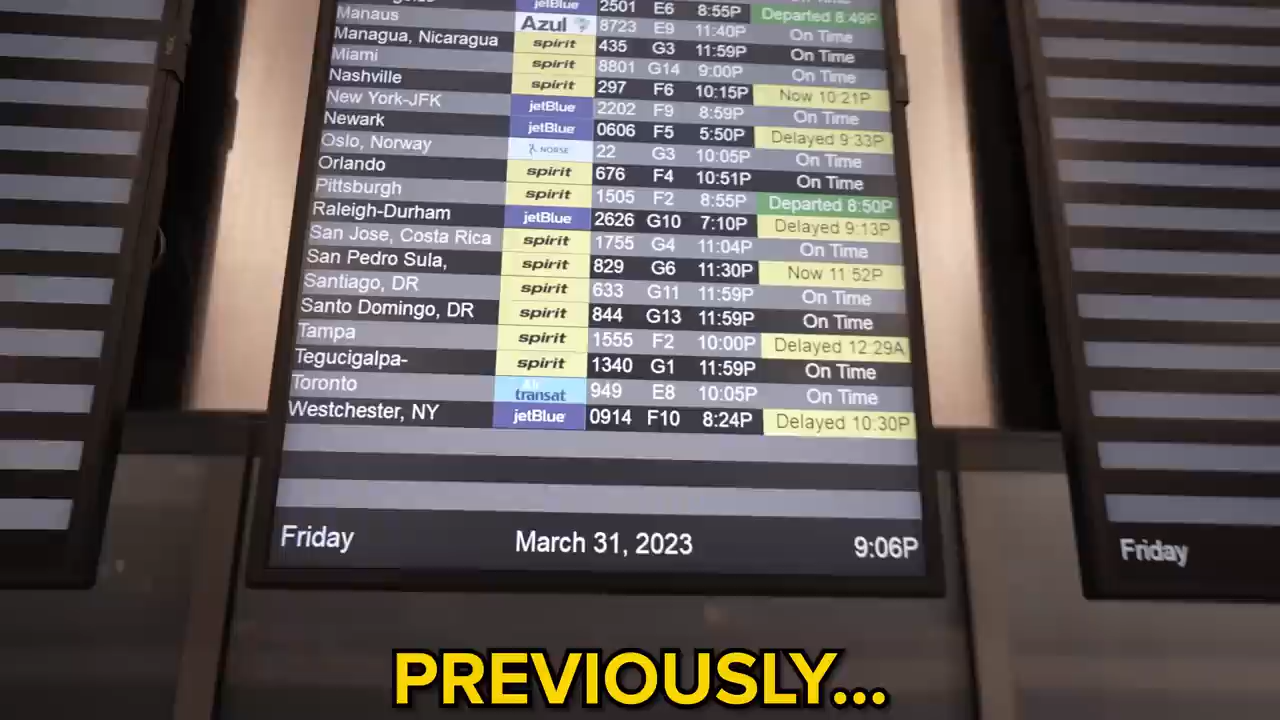 jetBlue 2501 E6 8:55P Departed 8:49P
Manaus Azul 8723 E9 11:40P On Time
Managua, Nicaragua spirit 435 G3 11:59P On Time
Miami spirit 8801 G14 9:00P On Time
Nashville spirit 297 F6 10:15P Now 10:21P
New York-JFK jetBlue 2202 F9 8:59P On Time
Newark jetBlue 0606 F5 5:50P Delayed 9:33P
Oslo, Norway NORSE 22 G3 10:05P On Time
Orlando spirit 676 F4 10:51P On Time
Pittsburgh spirit 1505 F2 8:55P Departed 8:50P
Raleigh-Durham jetBlue 2626 G10 7:10P Delayed 9:13P
San Jose, Costa Rica spirit 1755 G4 11:04P On Time
San Pedro Sula, spirit 829 G6 11:30P Now 11 52P
Santiago, DR spirit 633 G11 11:59P On Time
Santo Domingo, DR spirit 844 G13 11:59P On Time
Tampa spirit 1555 F2 10:00P Delayed 12:29A
Tegucigalpa- spirit 1340 G1 11:59P On Time
Toronto Air transat 949 E8 10:05P On Time
Westchester, NY jetBlue 0914 F10 8:24P Delayed 10:30P
Friday March 31, 2023 9:06P
Friday
PREVIOUSLY...